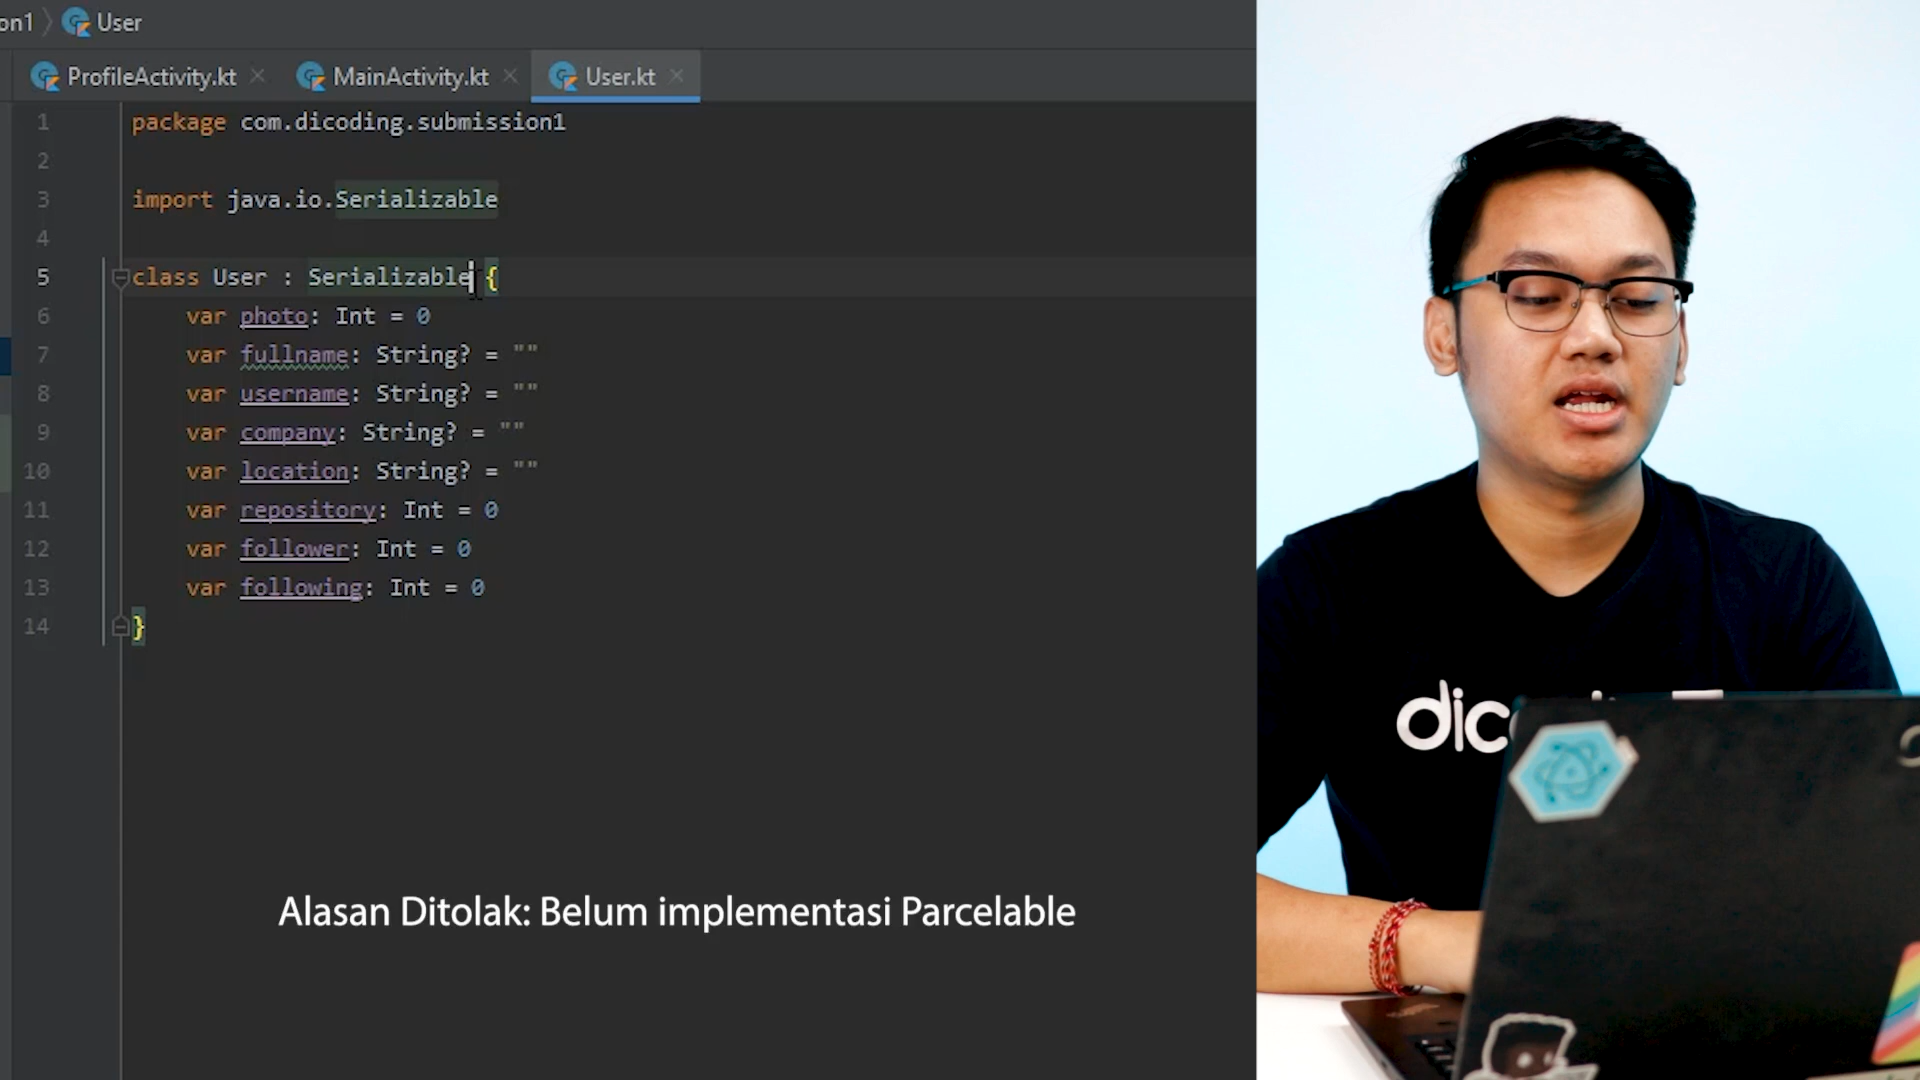 on1 〉 User
ProfileActivity.kt MainActivity.kt User.kt
1 package com.dicoding.submission1
2
3 import java.io.Serializable
4
5 class User : Serializable {
6 var photo: Int = 0
7 var fullname: String? = ""
8 var username: String? = ""
9 var company: String? = ""
10 var location: String? = ""
11 var repository: Int = 0
12 var follower: Int = 0
13 var following: Int = 0
14 }
Alasan Ditolak: Belum implementasi Parcelable
dic